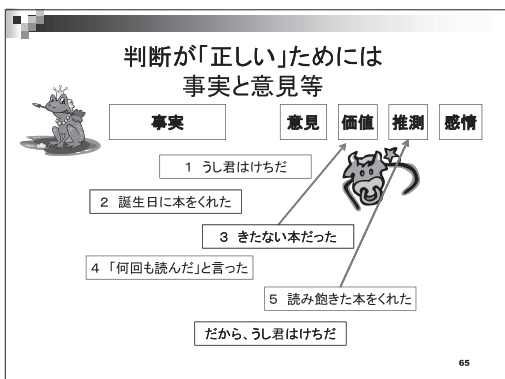 判断が「正しい」ためには
事実と意見等
事実 意見 価値 推測 感情
1 うし君はけちだ
2 誕生日に本をくれた
3 きたない本だった
4 「何回も読んだ」と言った
5 読み飽きた本をくれた
だから、うし君はけちだ
65